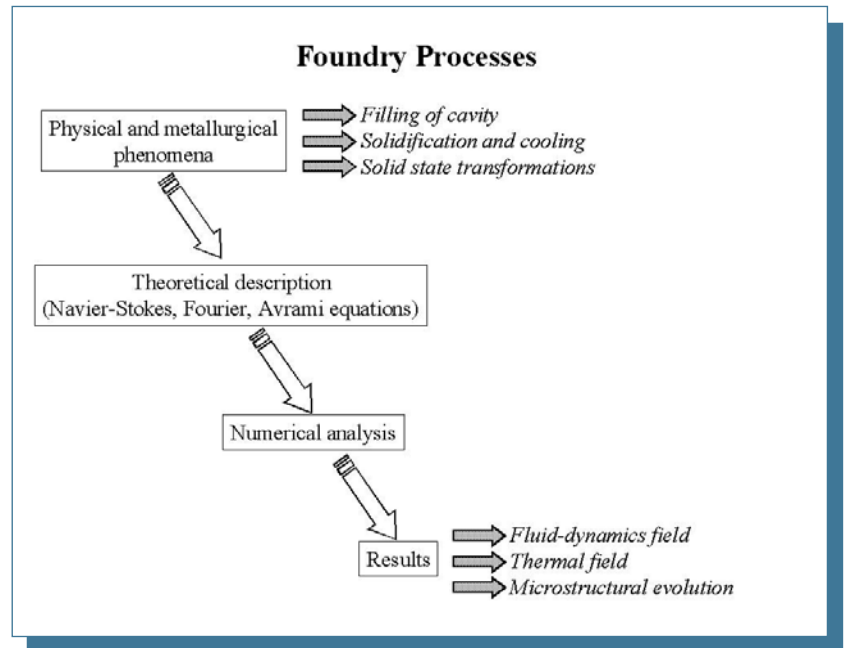 Foundry Processes
Physical and metallurgical
phenomena
Filling of cavity
Solidification and cooling
Solid state transformations
Theoretical description
(Navier-Stokes, Fourier, Avrami equations)
Numerical analysis
Results
Fluid-dynamics field
Thermal field
Microstructural evolution